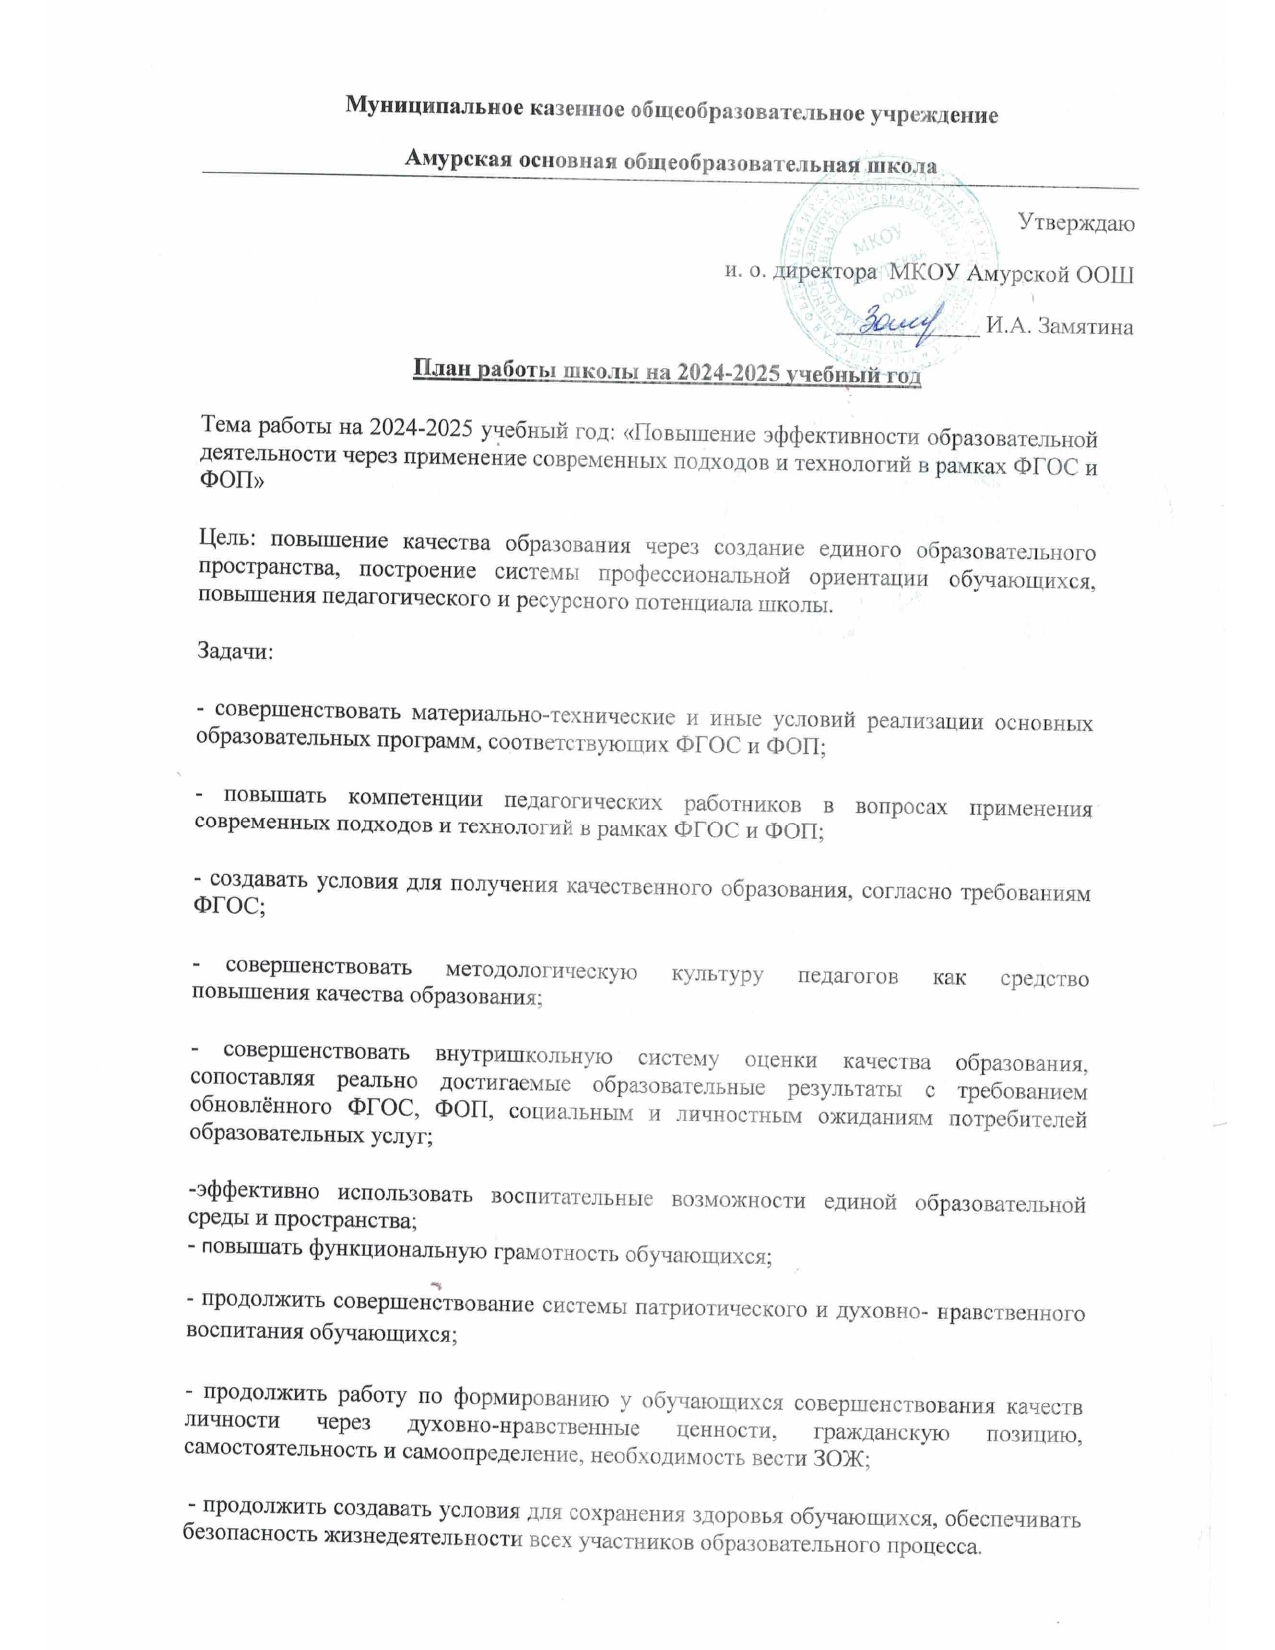 Муниципальное казенное общеобразовательное учреждение
Амурская основная общеобразовательная школа
Утверждаю
и. о. директора МКОУ Амурской ООШ
МКОУ
Амурская
ООШ
И.А. Замятина
План работы школы на 2024-2025 учебный год
Тема работы на 2024-2025 учебный год: «Повышение эффективности образовательной
деятельности через применение современных подходов и технологий в рамках ФГОС и
ФОП»
Цель: повышение качества образования через создание единого образовательного
пространства, построение системы профессиональной ориентации обучающихся,
повышения педагогического и ресурсного потенциала школы.
Задачи:
- совершенствовать материально-технические и иные условий реализации основных
образовательных программ, соответствующих ФГОС и ФОП;
- повышать компетенции педагогических работников в вопросах применения
современных подходов и технологий в рамках ФГОС и ФОП;
- создавать условия для получения качественного образования, согласно требованиям
ФГОС;
- совершенствовать методологическую культуру педагогов как средство
повышения качества образования;
- совершенствовать внутришкольную систему оценки качества образования,
сопоставляя реально достигаемые образовательные результаты с требованием
обновлённого ФГОС, ФОП, социальным и личностным ожиданиям потребителей
образовательных услуг;
-эффективно использовать воспитательные возможности единой образовательной
среды и пространства;
- повышать функциональную грамотность обучающихся;
- продолжить совершенствование системы патриотического и духовно- нравственного
воспитания обучающихся;
- продолжить работу по формированию у обучающихся совершенствования качеств
личности через духовно-нравственные ценности, гражданскую позицию,
самостоятельность и самоопределение, необходимость вести ЗОЖ;
- продолжить создавать условия для сохранения здоровья обучающихся, обеспечивать
безопасность жизнедеятельности всех участников образовательного процесса.